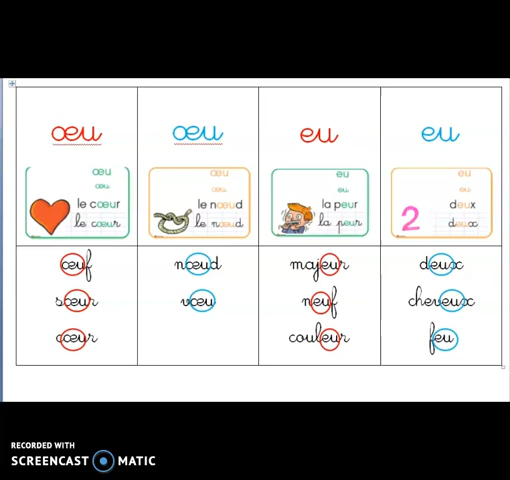 œu
œu
eu
eu
œu
œu
le cœur
le cœur
œu
œu
le nœud
le nœud
eu
eu
la peur
la peur
2
eu
eu
deux
deux
œuf
sœur
cœur
nœud
vœu
majeur
neuf
couleur
deux
cheveux
feu
RECORDED WITH
SCREENCAST MATIC